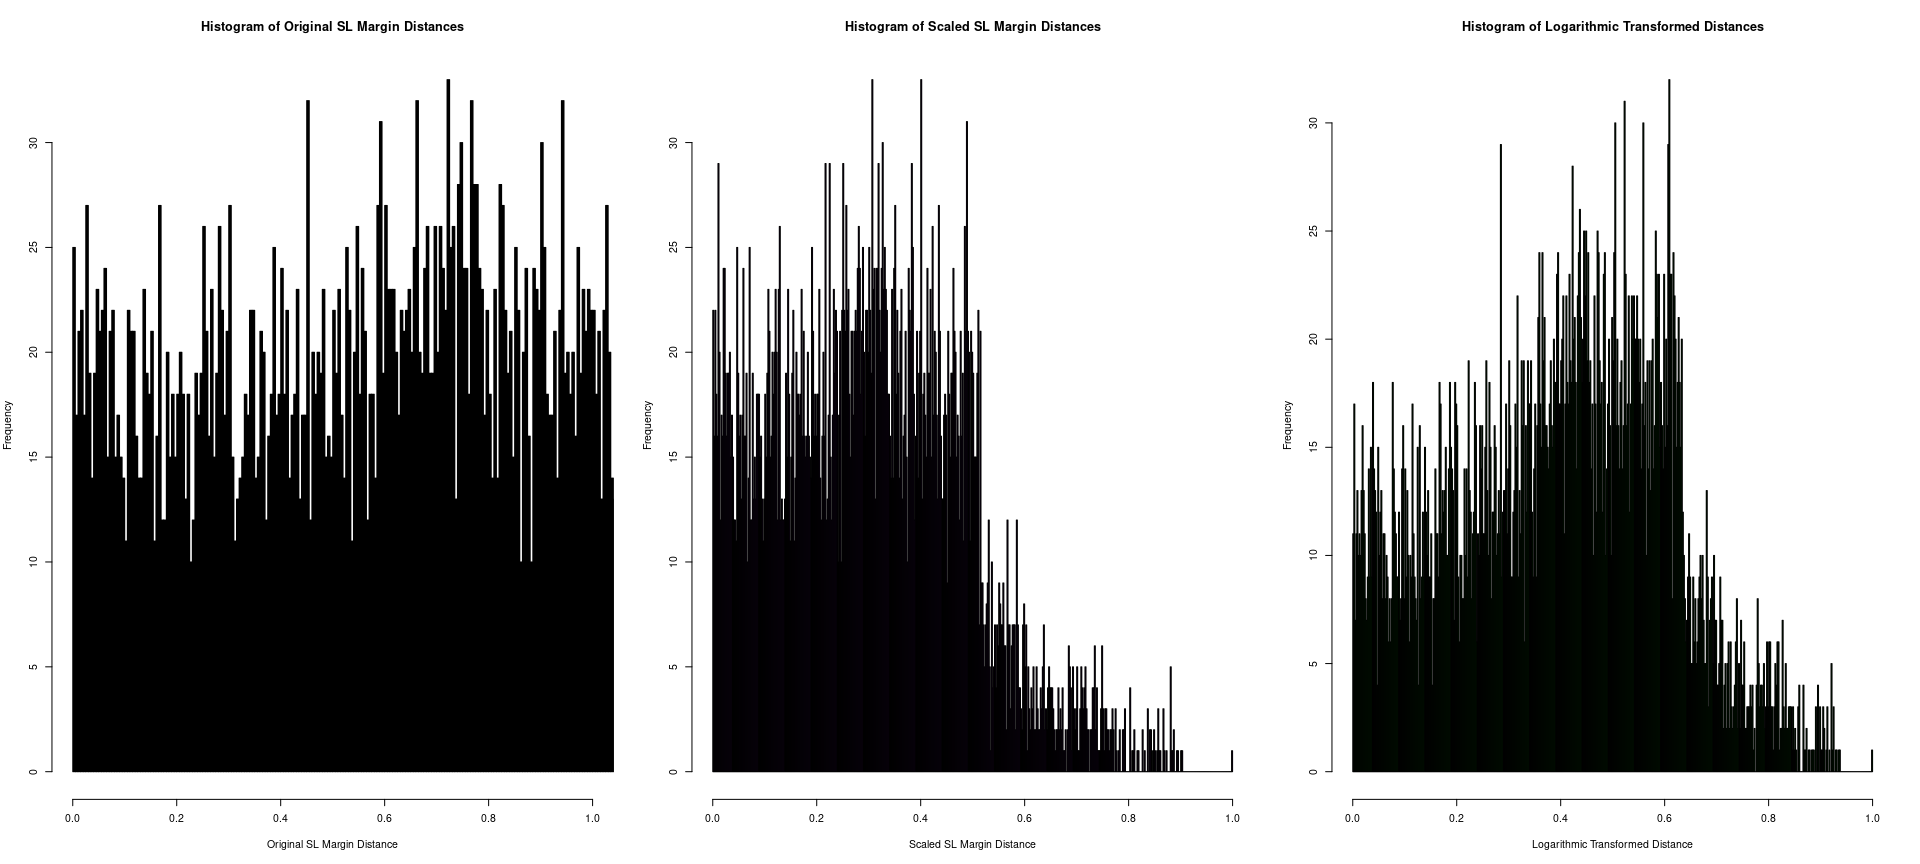 Histogram of Original SL Margin Distances
Frequency
30
25
20
15
10
5
0
0.0 0.2 0.4 0.6 0.8 1.0
Original SL Margin Distance
Histogram of Scaled SL Margin Distances
Frequency
30
25
20
15
10
5
0
0.0 0.2 0.4 0.6 0.8 1.0
Scaled SL Margin Distance
Histogram of Logarithmic Transformed Distances
Frequency
30
25
20
15
10
5
0
0.0 0.2 0.4 0.6 0.8 1.0
Logarithmic Transformed Distance